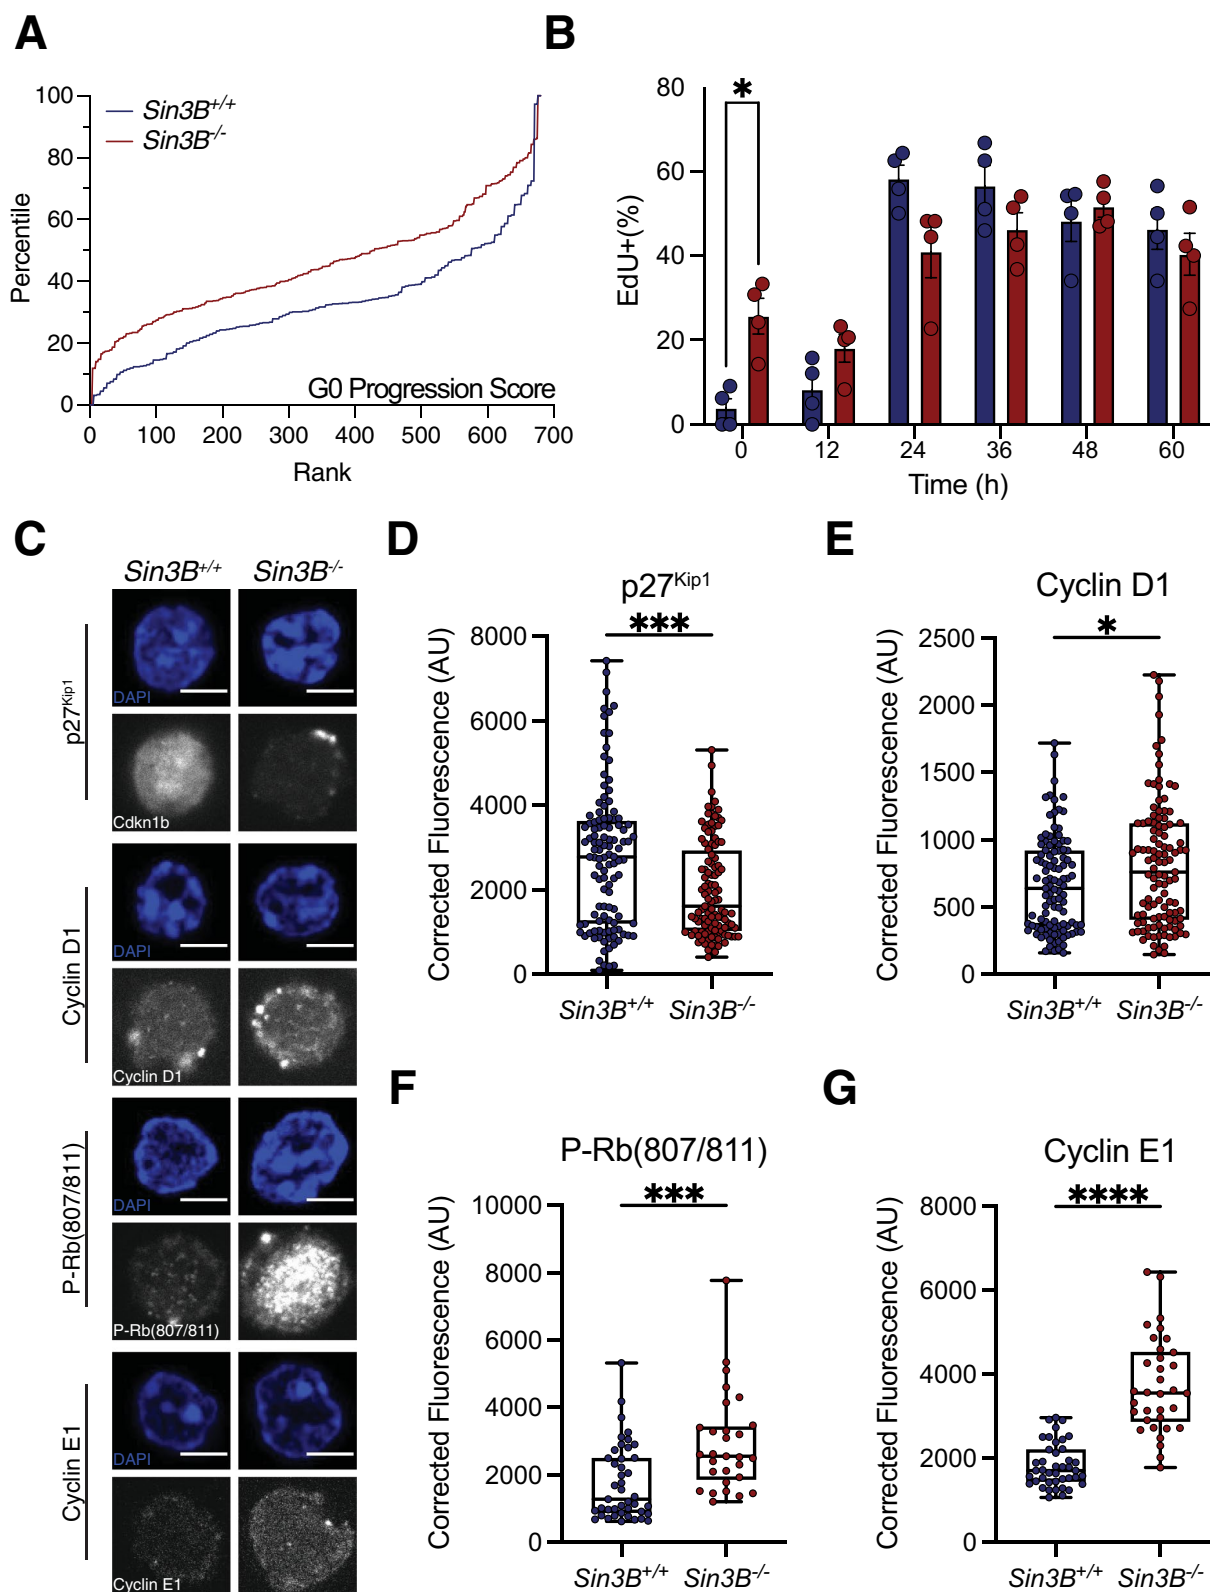 A
Sin3B+/+
Sin3B-/-
Percentile
100
80
60
40
20
0
G0 Progression Score
0 100 200 300 400 500 600 700
Rank
B
*
EdU+(%)
80
60
40
20
0
0 12 24 36 48 60
Time (h)
C
Sin3B+/+ Sin3B-/-
p27Kip1
DAPI
Cdkn1b
Cyclin D1
DAPI
Cyclin D1
P-Rb(807/811)
DAPI
P-Rb(807/811)
Cyclin E1
DAPI
Cyclin E1
D
p27Kip1
***
Corrected Fluorescence (AU)
8000
6000
4000
2000
0
Sin3B+/+ Sin3B-/-
E
Cyclin D1
*
Corrected Fluorescence (AU)
2500
2000
1500
1000
500
0
Sin3B+/+ Sin3B-/-
F
P-Rb(807/811)
***
Corrected Fluorescence (AU)
10000
8000
6000
4000
2000
0
Sin3B+/+ Sin3B-/-
G
Cyclin E1
****
Corrected Fluorescence (AU)
8000
6000
4000
2000
0
Sin3B+/+ Sin3B-/-